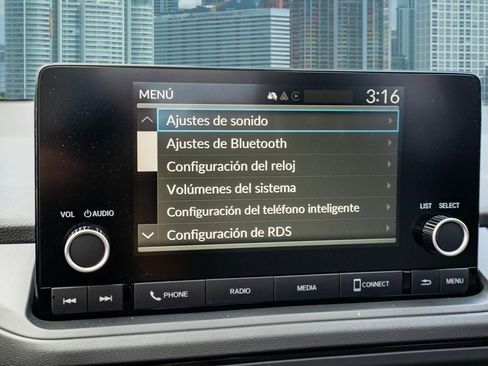 MENÚ 3:16
Ajustes de sonido
Ajustes de Bluetooth
Configuración del reloj
Volúmenes del sistema
Configuración del teléfono inteligente
Configuración de RDS
VOL AUDIO
LIST SELECT
PHONE RADIO MEDIA CONNECT MENU